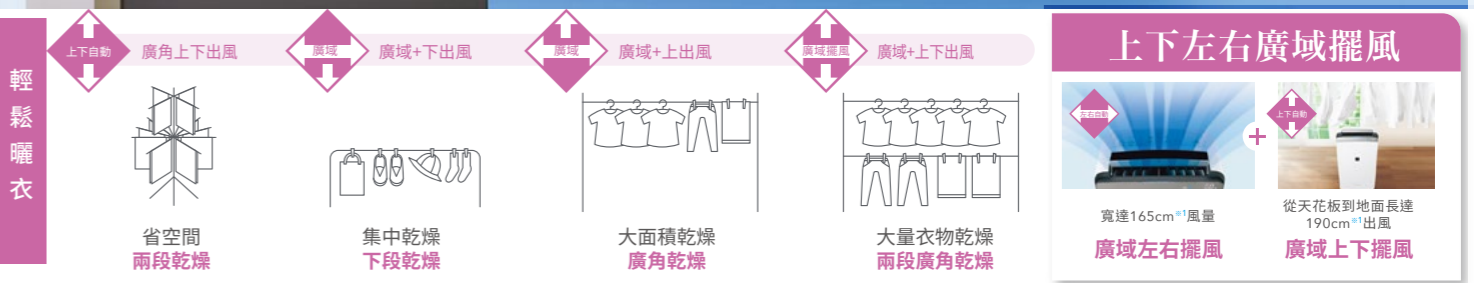 輕鬆曬衣
上下自動
廣角上下出風
省空間
兩段乾燥
廣域
廣域+下出風
集中乾燥
下段乾燥
廣域
廣域+上出風
大面積乾燥
廣角乾燥
廣域擺風
廣域+上下出風
大量衣物乾燥
兩段廣角乾燥
上下左右廣域擺風
左右自動
寬達165cm※1風量
廣域左右擺風
+
上下自動
從天花板到地面長達
190cm※1出風
廣域上下擺風